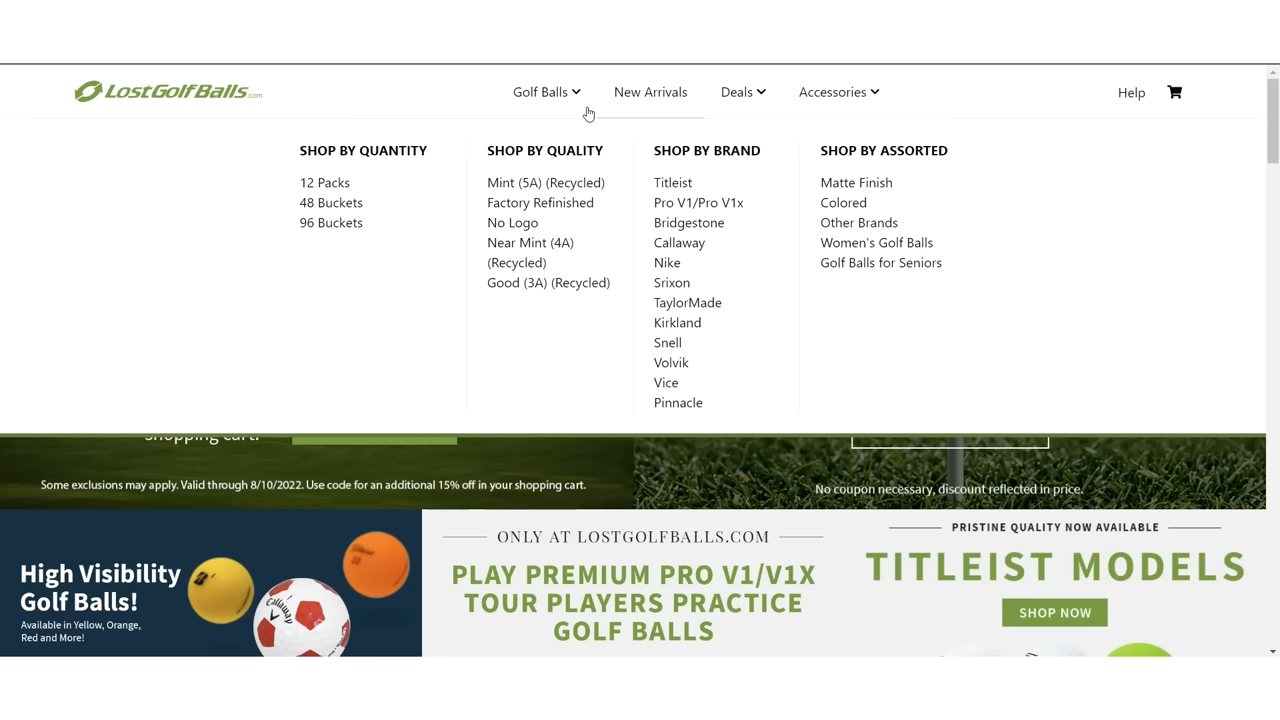 LostGolfBalls.com
Golf Balls
New Arrivals
Deals
Accessories
Help
SHOP BY QUANTITY
12 Packs
48 Buckets
96 Buckets
SHOP BY QUALITY
Mint (5A) (Recycled)
Factory Refinished
No Logo
Near Mint (4A)
(Recycled)
Good (3A) (Recycled)
SHOP BY BRAND
Titleist
Pro V1/Pro V1x
Bridgestone
Callaway
Nike
Srixon
TaylorMade
Kirkland
Snell
Volvik
Vice
Pinnacle
SHOP BY ASSORTED
Matte Finish
Colored
Other Brands
Women's Golf Balls
Golf Balls for Seniors
shopping cart.
Some exclusions may apply. Valid through 8/10/2022. Use code for an additional 15% off in your shopping cart.
No coupon necessary, discount reflected in price.
High Visibility
Golf Balls!
Available in Yellow, Orange,
Red and More!
Titleist
Callaway
ONLY AT LOSTGOLFBALLS.COM
PLAY PREMIUM PRO V1/V1X
TOUR PLAYERS PRACTICE
GOLF BALLS
PRISTINE QUALITY NOW AVAILABLE
TITLEIST MODELS
SHOP NOW